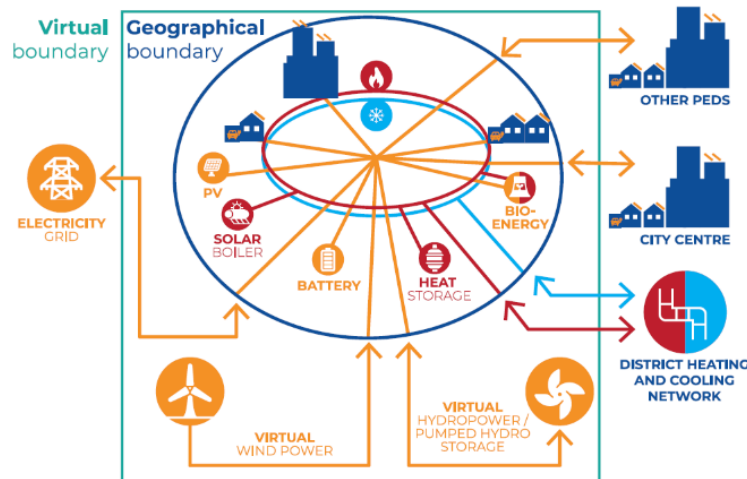 Virtual
boundary
Geographical
boundary
OTHER PEDS
PV
BIO-
ENERGY
ELECTRICITY
GRID
SOLAR
BOILER
BATTERY
HEAT
STORAGE
CITY CENTRE
DISTRICT HEATING
AND COOLING
NETWORK
VIRTUAL
WIND POWER
VIRTUAL
HYDROPOWER /
PUMPED HYDRO
STORAGE